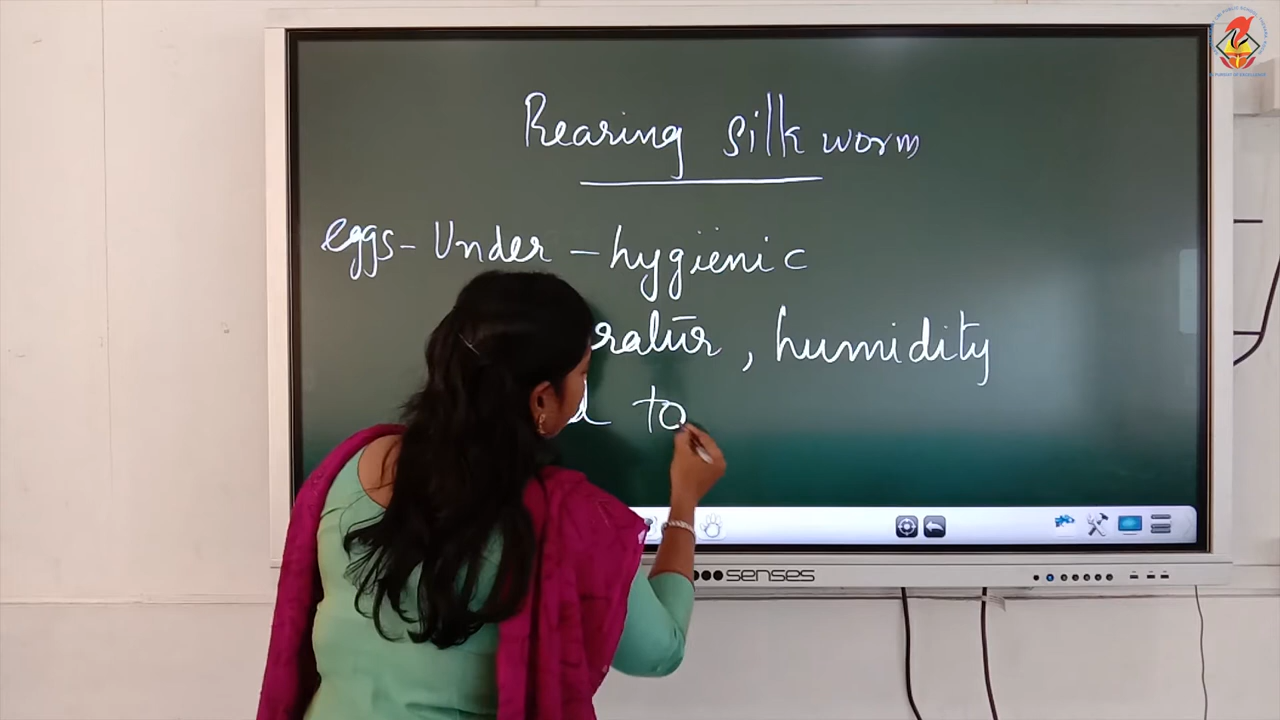 Rearing silkworm
eggs - Under - hygienic
ratur, humidity
to
senses